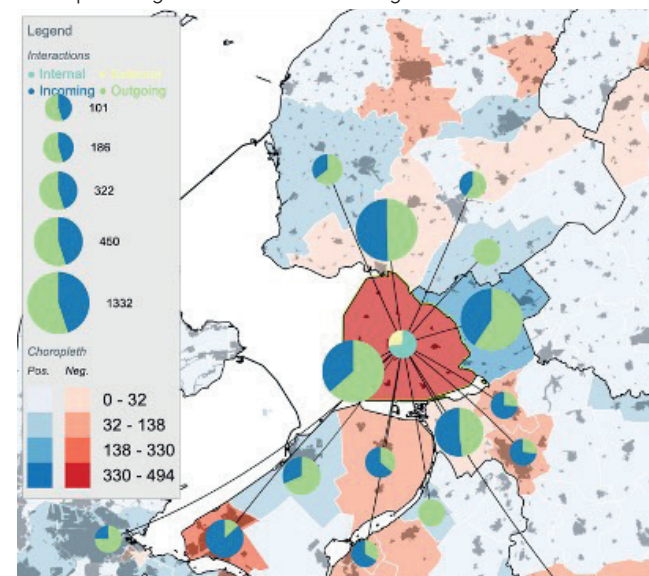 Legend
Interactions
Internal
Incoming Outgoing
101
186
322
450
1332
Choropleth
Pos. Neg.
0 - 32
32 - 138
138 - 330
330 - 494